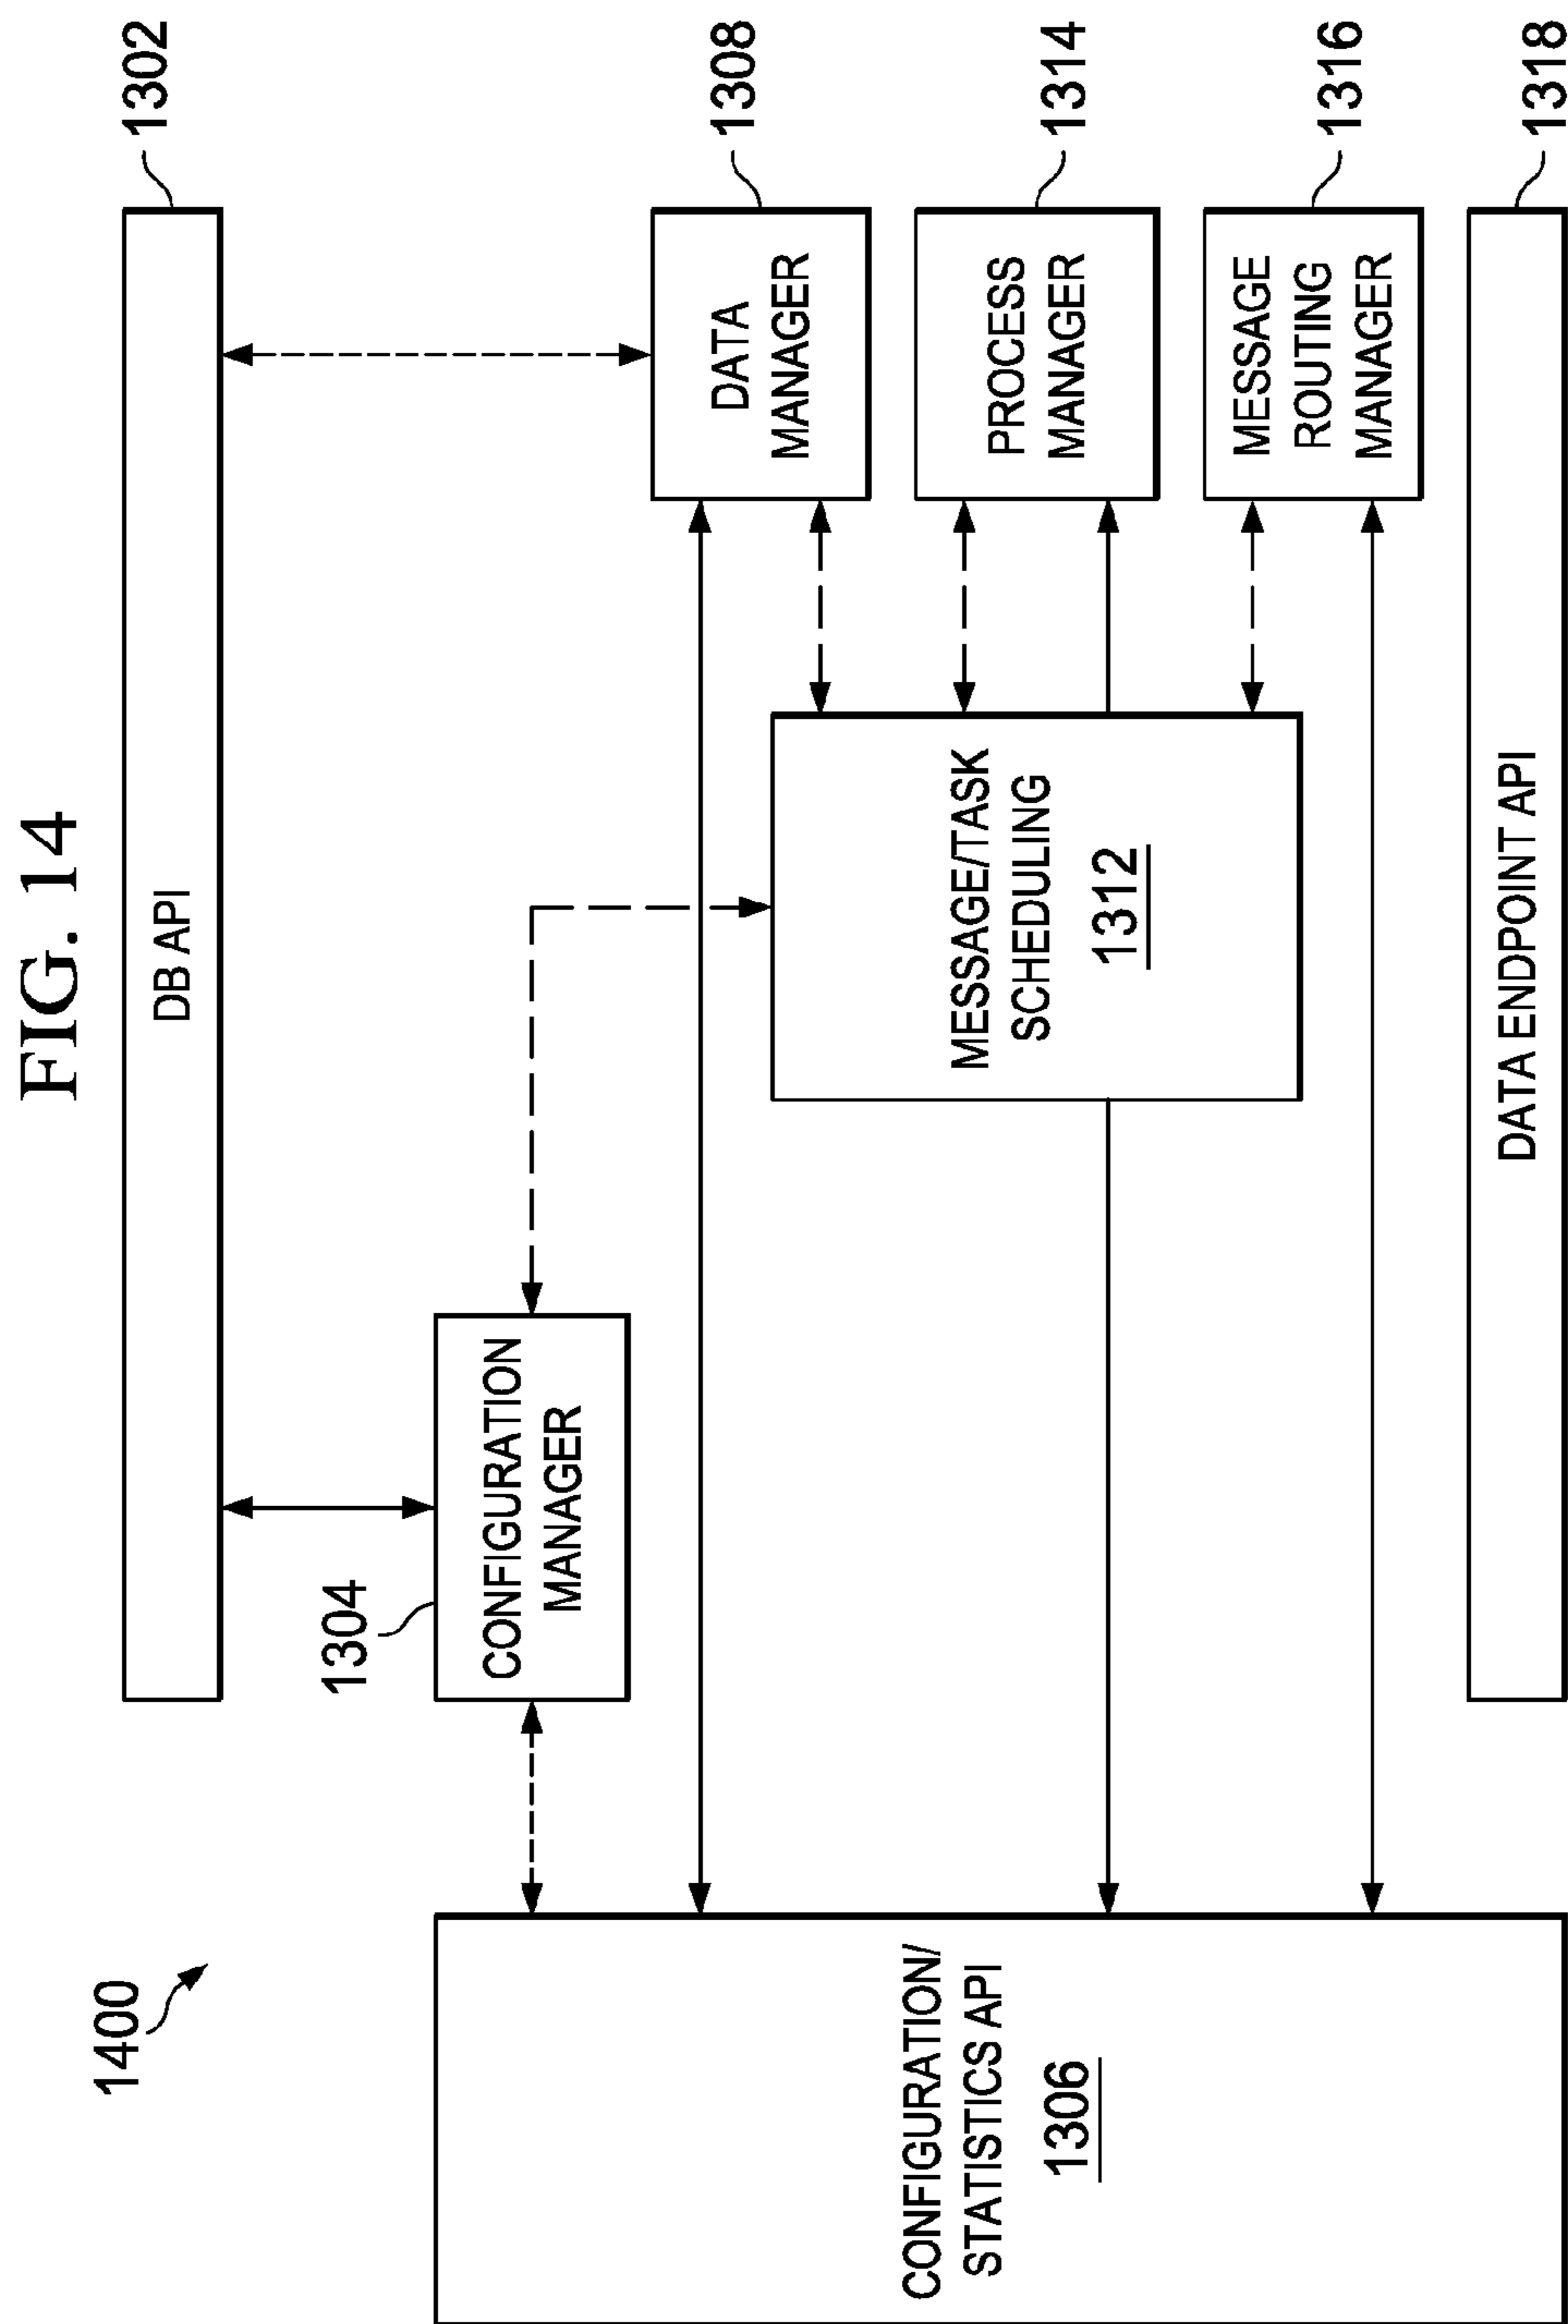 FIG. 14
1400
DB API
1302
1304
CONFIGURATION
MANAGER
DATA
MANAGER
1308
CONFIGURATION/
STATISTICS API
1306
MESSAGE/TASK
SCHEDULING
1312
PROCESS
MANAGER
1314
MESSAGE
ROUTING
MANAGER
1316
DATA ENDPOINT API
1318